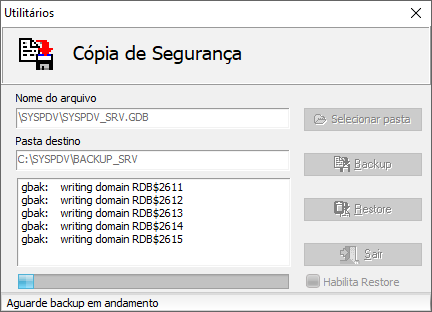 Utilitários
Cópia de Segurança
Nome do arquivo
\SYSPDV\SYSPDV_SRV.GDB
Selecionar pasta
Pasta destino
C:\SYSPDV\BACKUP_SRV
Backup
gbak: writing domain RDB$2611
gbak: writing domain RDB$2612
gbak: writing domain RDB$2613
gbak: writing domain RDB$2614
gbak: writing domain RDB$2615
Restore
Sair
Habilita Restore
Aguarde backup em andamento